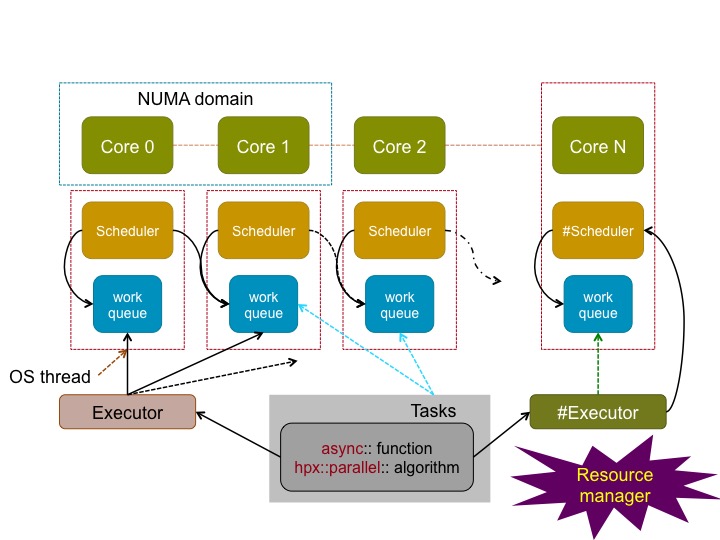 NUMA domain
Core 0
Core 1
Core 2
Core N
Scheduler
Scheduler
Scheduler
#Scheduler
work
queue
work
queue
work
queue
work
queue
OS thread
Executor
Tasks
#Executor
async:: function
hpx::parallel:: algorithm
Resource
manager